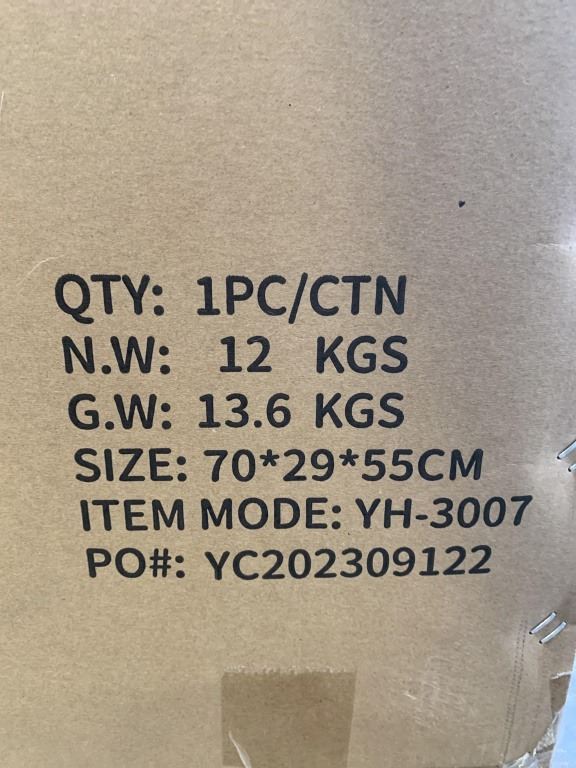 QTY: 1PC/CTN
N.W: 12 KGS
G.W: 13.6 KGS
SIZE: 70*29*55CM
ITEM MODE: YH-3007
PO#: YC202309122